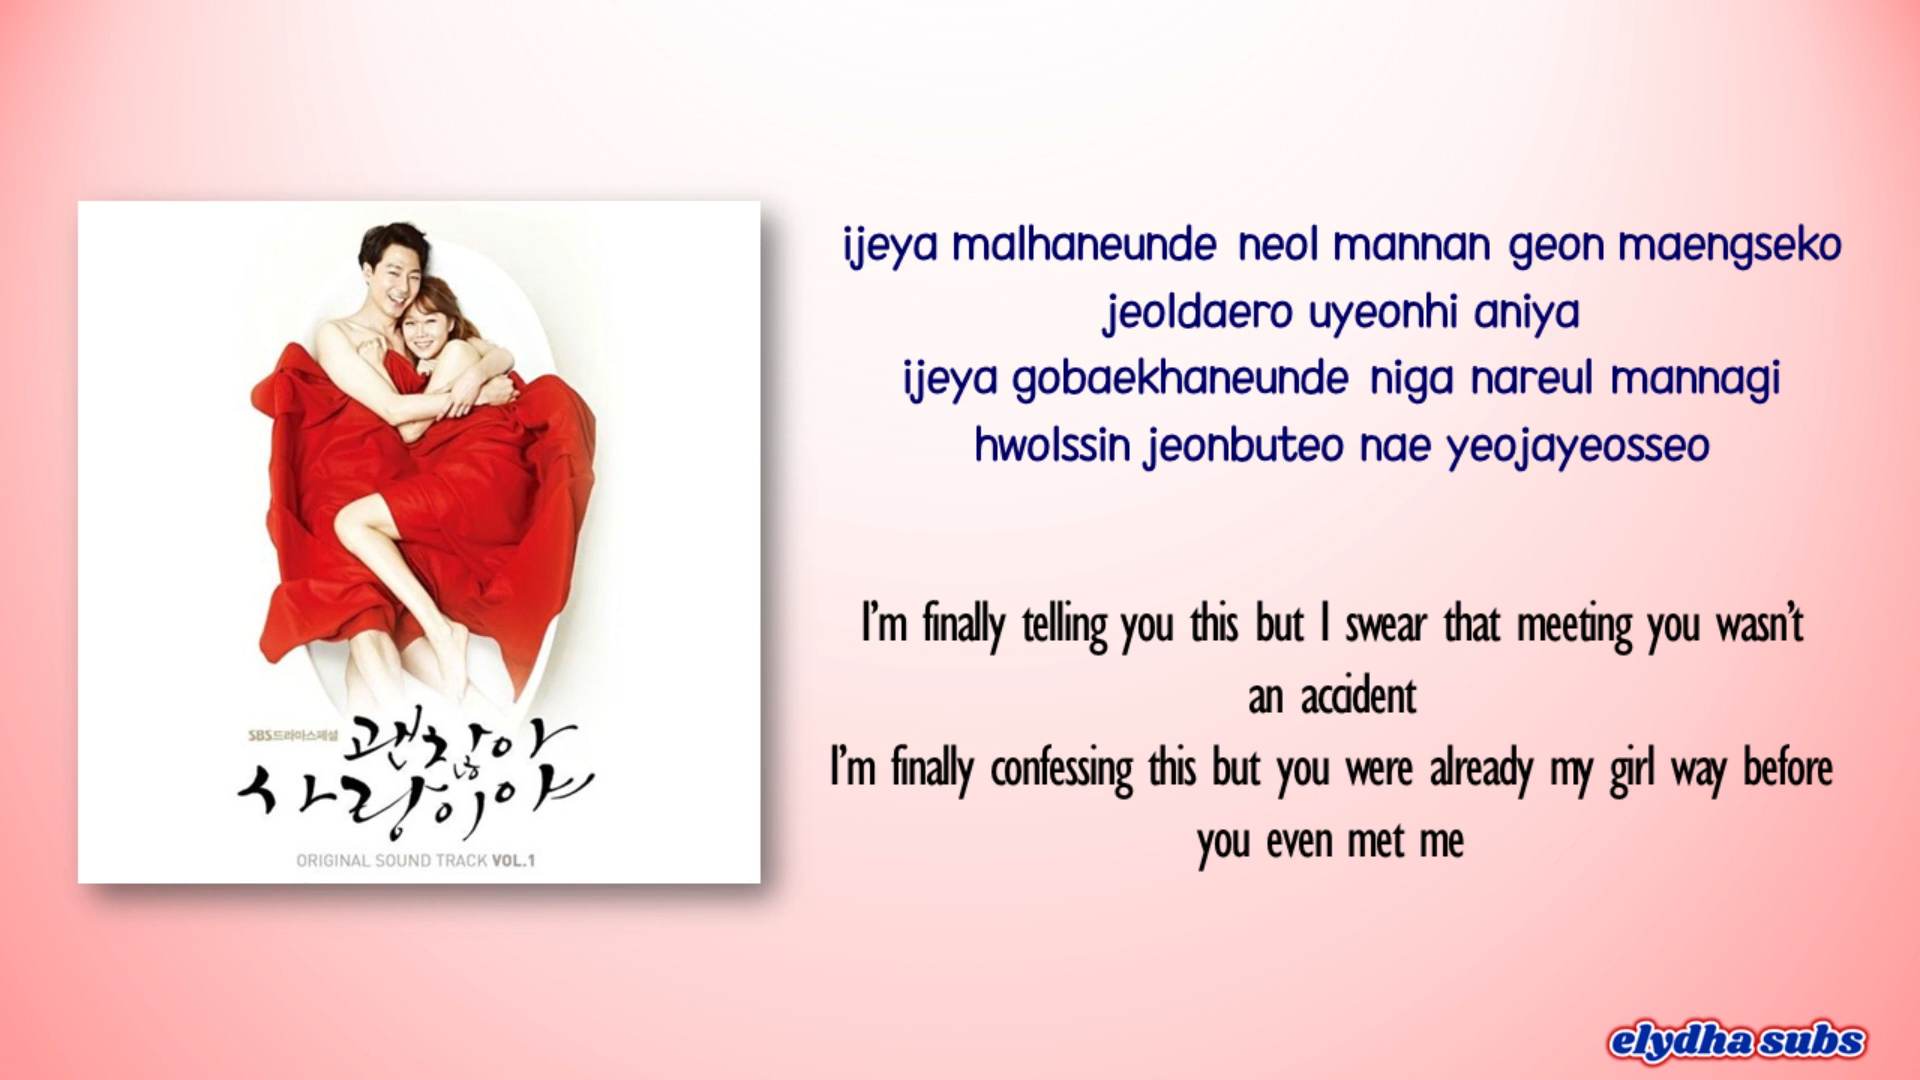 ijeya malhaneunde neol mannan geon maengseko
jeoldaero uyeonhi aniya
ijeya gobaekhaneunde niga nareul mannagi
hwolssin jeonbuteo nae yeojayeosseo
I'm finally telling you this but I swear that meeting you wasn't
an accident
I'm finally confessing this but you were already my girl way before
you even met me
SBS드라마스페셜
괜찮아
사랑이야
ORIGINAL SOUND TRACK VOL.1
elydha subs